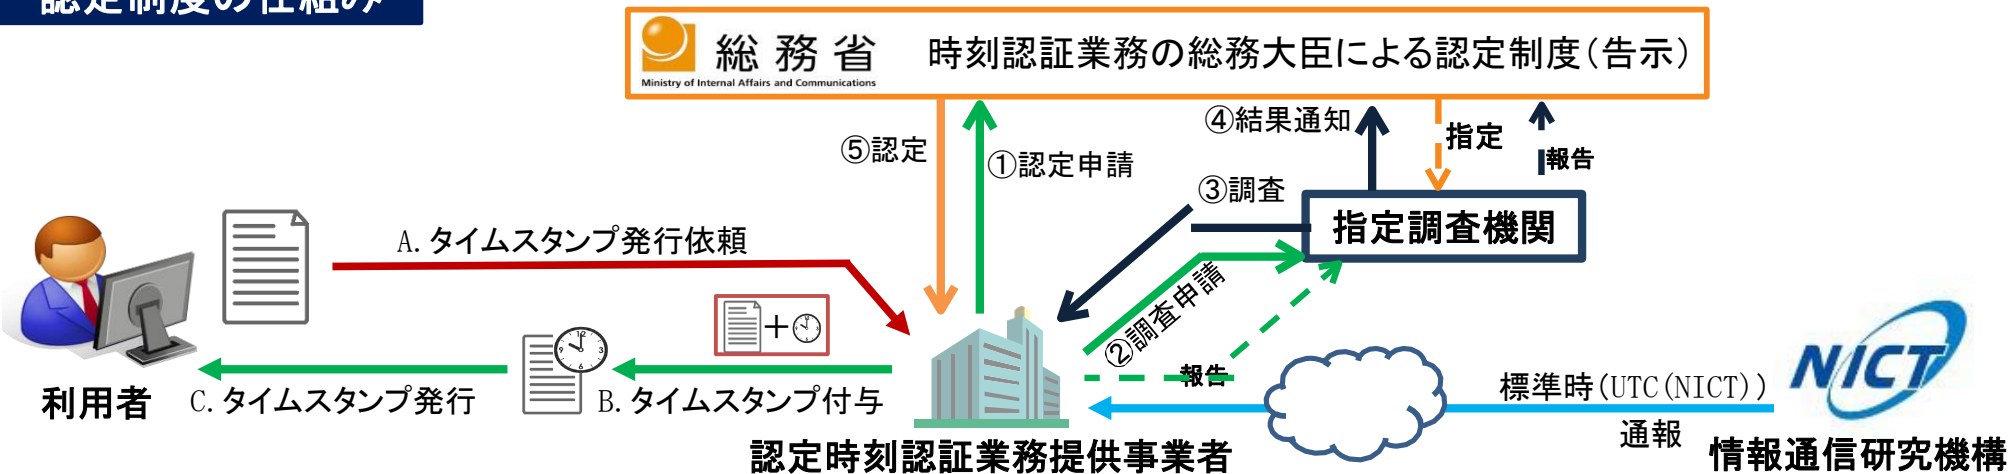 認定制度の仕組み
総務省
Ministry of Internal Affairs and Communications
時刻認証業務の総務大臣による認定制度(告示)
⑤認定
①認定申請
④結果通知
指定
報告
③調査
指定調査機関
A. タイムスタンプ発行依頼
②調査申請
報告
+
利用者
C. タイムスタンプ発行
B. タイムスタンプ付与
認定時刻認証業務提供事業者
標準時(UTC(NICT))
通報
NICT
情報通信研究機構